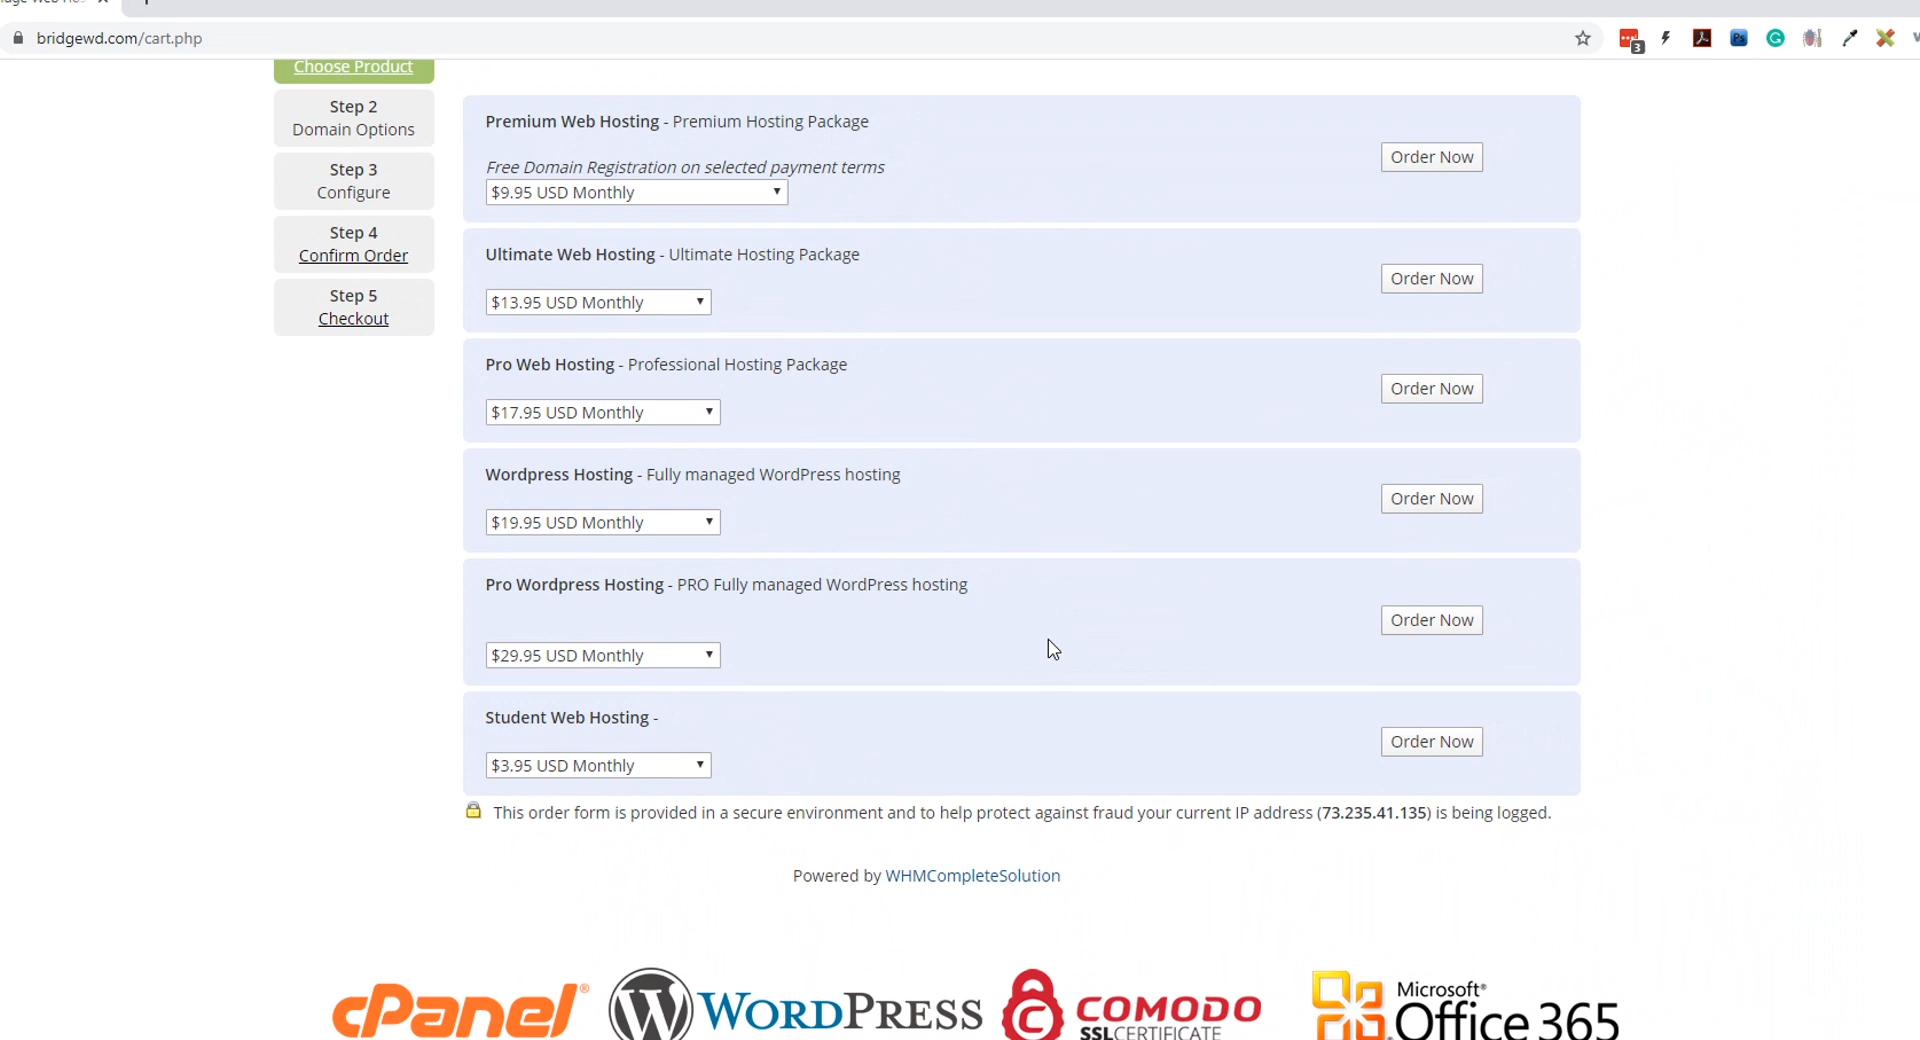 bridgewd.com/cart.php
3
Choose Product
Step 2
Domain Options
Step 3
Configure
Step 4
Confirm Order
Step 5
Checkout
Premium Web Hosting - Premium Hosting Package
Free Domain Registration on selected payment terms
$9.95 USD Monthly
Order Now
Ultimate Web Hosting - Ultimate Hosting Package
$13.95 USD Monthly
Order Now
Pro Web Hosting - Professional Hosting Package
$17.95 USD Monthly
Order Now
Wordpress Hosting - Fully managed WordPress hosting
$19.95 USD Monthly
Order Now
Pro Wordpress Hosting - PRO Fully managed WordPress hosting
$29.95 USD Monthly
Order Now
Student Web Hosting -
$3.95 USD Monthly
Order Now
This order form is provided in a secure environment and to help protect against fraud your current IP address (73.235.41.135) is being logged.
Powered by WHMCompleteSolution
cPanel®
WORDPRESS
COMODO
SSL CERTIFICATE
Microsoft®
Office 365